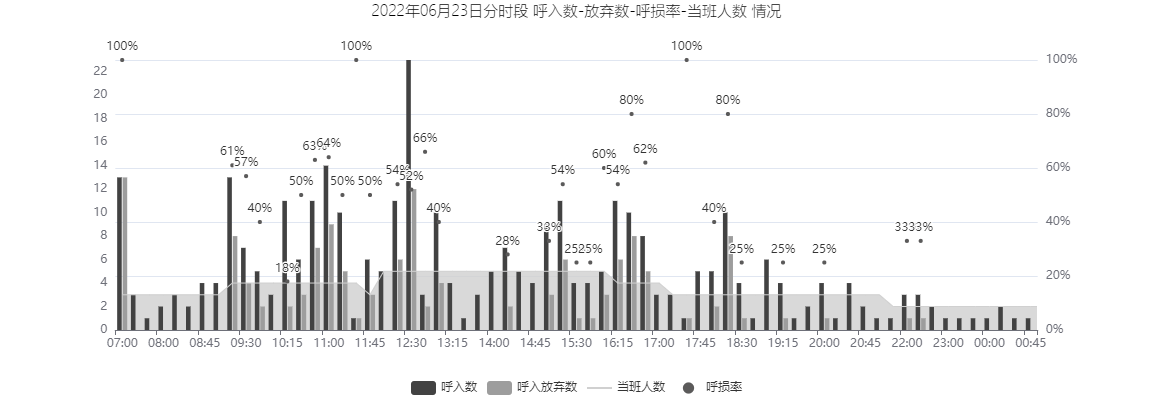 2022年06月23日分时段 呼入数-放弃数-呼损率-当班人数 情况
100% 100% 100%
22 20 18 16 14 12 10 8 6 4 2 0
100% 80% 60% 40% 20% 0%
61% 57% 40% 18% 50% 63% 64% 50% 50% 54% 52% 66% 40% 28% 33% 54% 25% 25% 60% 54% 80% 62% 40% 80% 25% 25% 25% 33% 33%
07:00 08:00 08:45 09:30 10:15 11:00 11:45 12:30 13:15 14:00 14:45 15:30 16:15 17:00 17:45 18:30 19:15 20:00 20:45 22:00 23:00 00:00 00:45
呼入数 呼入放弃数 当班人数 呼损率